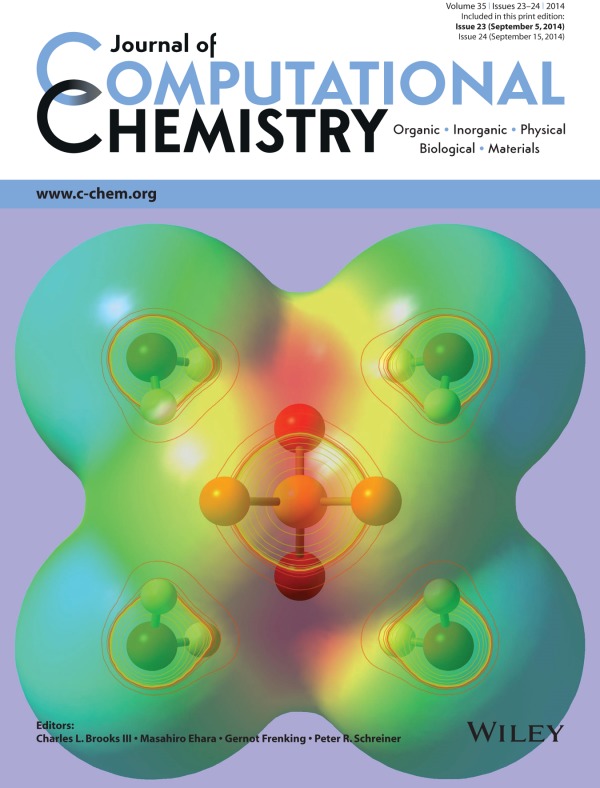 Volume 35 | Issues 23–24 | 2014
Included in this print edition:
Issue 23 (September 5, 2014)
Issue 24 (September 15, 2014)
Journal of
COMPUTATIONAL
CHEMISTRY
Organic • Inorganic • Physical
Biological • Materials
www.c-chem.org
Editors:
Charles L. Brooks III • Masahiro Ehara • Gernot Frenking • Peter R. Schreiner
WILEY